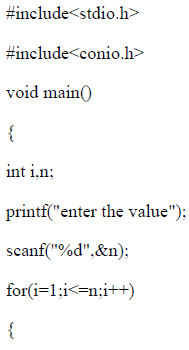 #include<stdio.h>
#include<conio.h>
void main()
{
int i,n;
printf("enter the value");
scanf("%d",&n);
for(i=1;i<=n;i++)
{